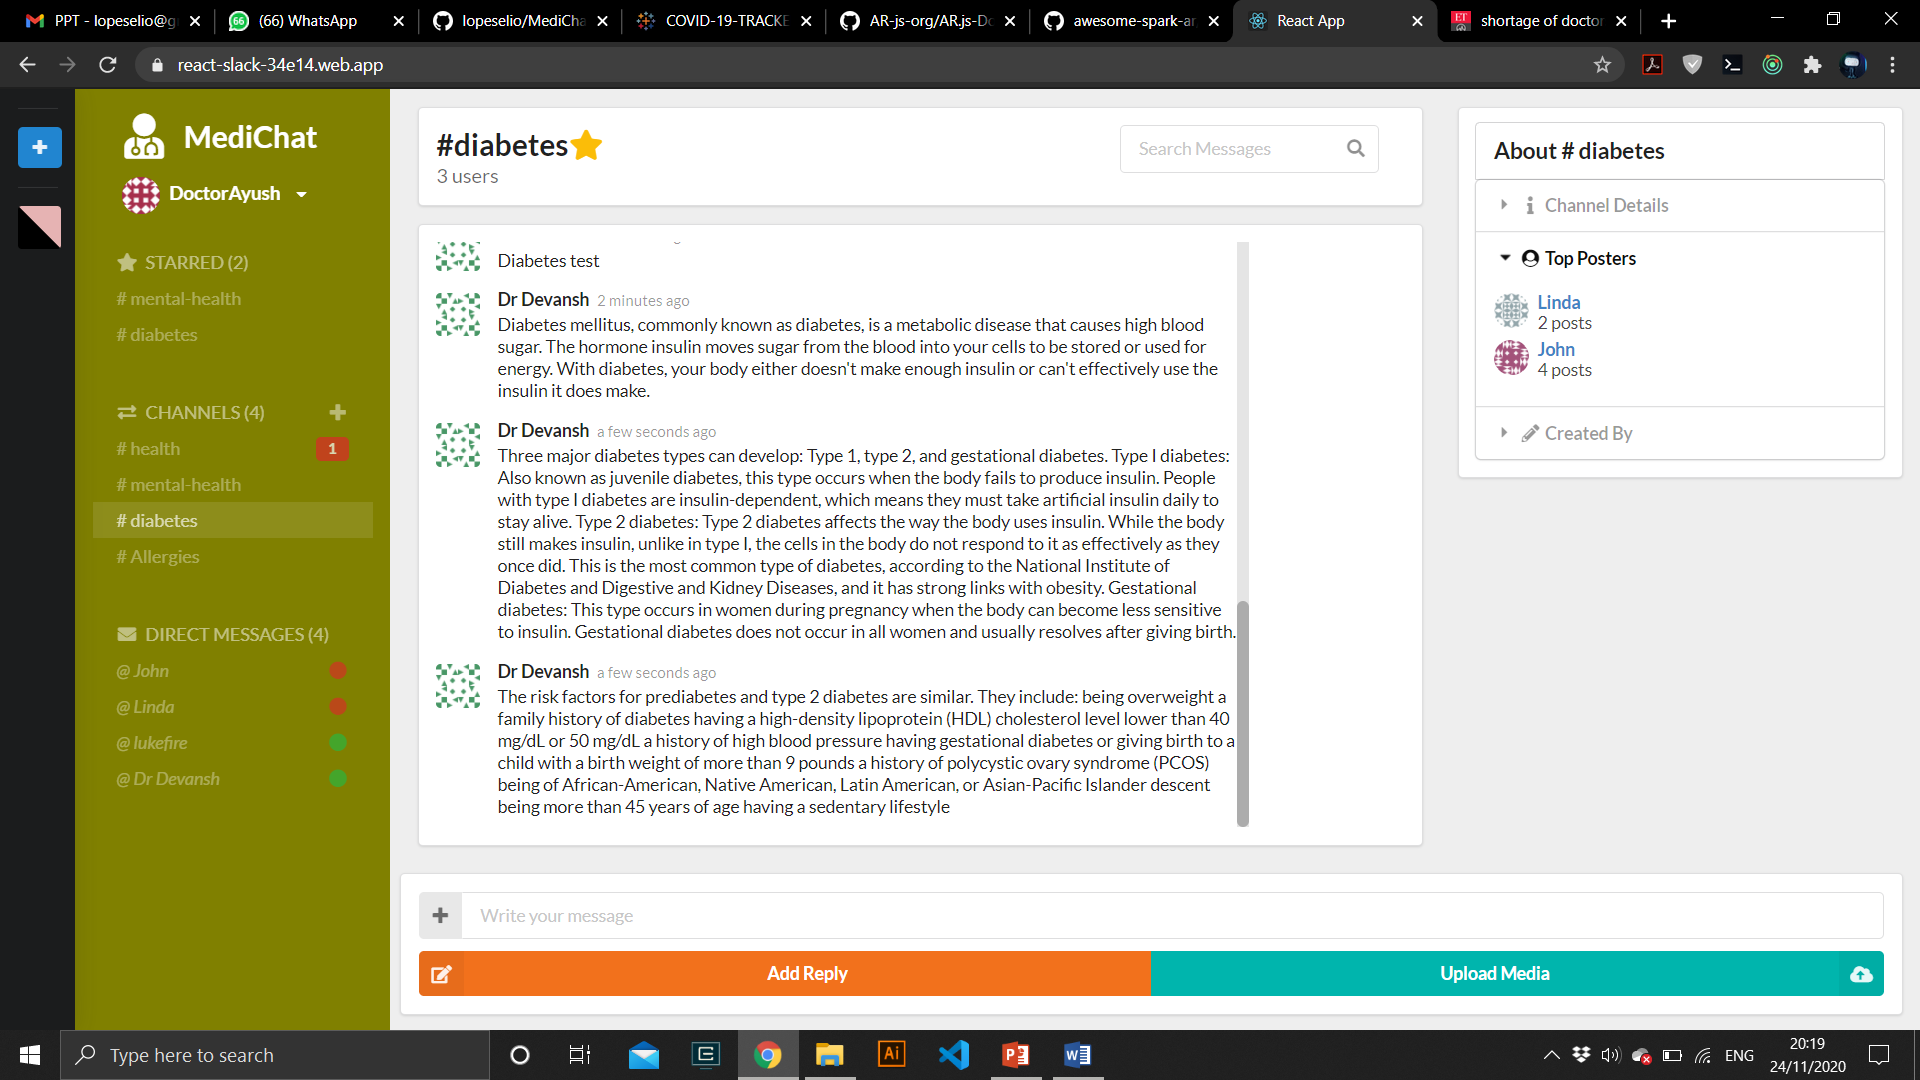 PPT - lopeselio@g
(66) WhatsApp
lopeselio/MediCha
COVID-19-TRACKE
AR-js-org/AR.js-Do
awesome-spark-ar
React App
shortage of doctor
react-slack-34e14.web.app
MediChat
DoctorAyush
STARRED (2)
# mental-health
# diabetes
CHANNELS (4)
# health
1
# mental-health
# diabetes
# Allergies
DIRECT MESSAGES (4)
@ John
@ Linda
@ lukefire
@ Dr Devansh
#diabetes
3 users
Search Messages
Diabetes test
Dr Devansh 2 minutes ago
Diabetes mellitus, commonly known as diabetes, is a metabolic disease that causes high blood
sugar. The hormone insulin moves sugar from the blood into your cells to be stored or used for
energy. With diabetes, your body either doesn't make enough insulin or can't effectively use the
insulin it does make.
Dr Devansh a few seconds ago
Three major diabetes types can develop: Type 1, type 2, and gestational diabetes. Type I diabetes:
Also known as juvenile diabetes, this type occurs when the body fails to produce insulin. People
with type I diabetes are insulin-dependent, which means they must take artificial insulin daily to
stay alive. Type 2 diabetes: Type 2 diabetes affects the way the body uses insulin. While the body
still makes insulin, unlike in type I, the cells in the body do not respond to it as effectively as they
once did. This is the most common type of diabetes, according to the National Institute of
Diabetes and Digestive and Kidney Diseases, and it has strong links with obesity. Gestational
diabetes: This type occurs in women during pregnancy when the body can become less sensitive
to insulin. Gestational diabetes does not occur in all women and usually resolves after giving birth.
Dr Devansh a few seconds ago
The risk factors for prediabetes and type 2 diabetes are similar. They include: being overweight a
family history of diabetes having a high-density lipoprotein (HDL) cholesterol level lower than 40
mg/dL or 50 mg/dL a history of high blood pressure having gestational diabetes or giving birth to a
child with a birth weight of more than 9 pounds a history of polycystic ovary syndrome (PCOS)
being of African-American, Native American, Latin American, or Asian-Pacific Islander descent
being more than 45 years of age having a sedentary lifestyle
About # diabetes
Channel Details
Top Posters
Linda
2 posts
John
4 posts
Created By
Write your message
Add Reply
Upload Media
Type here to search
ENG
20:19
24/11/2020